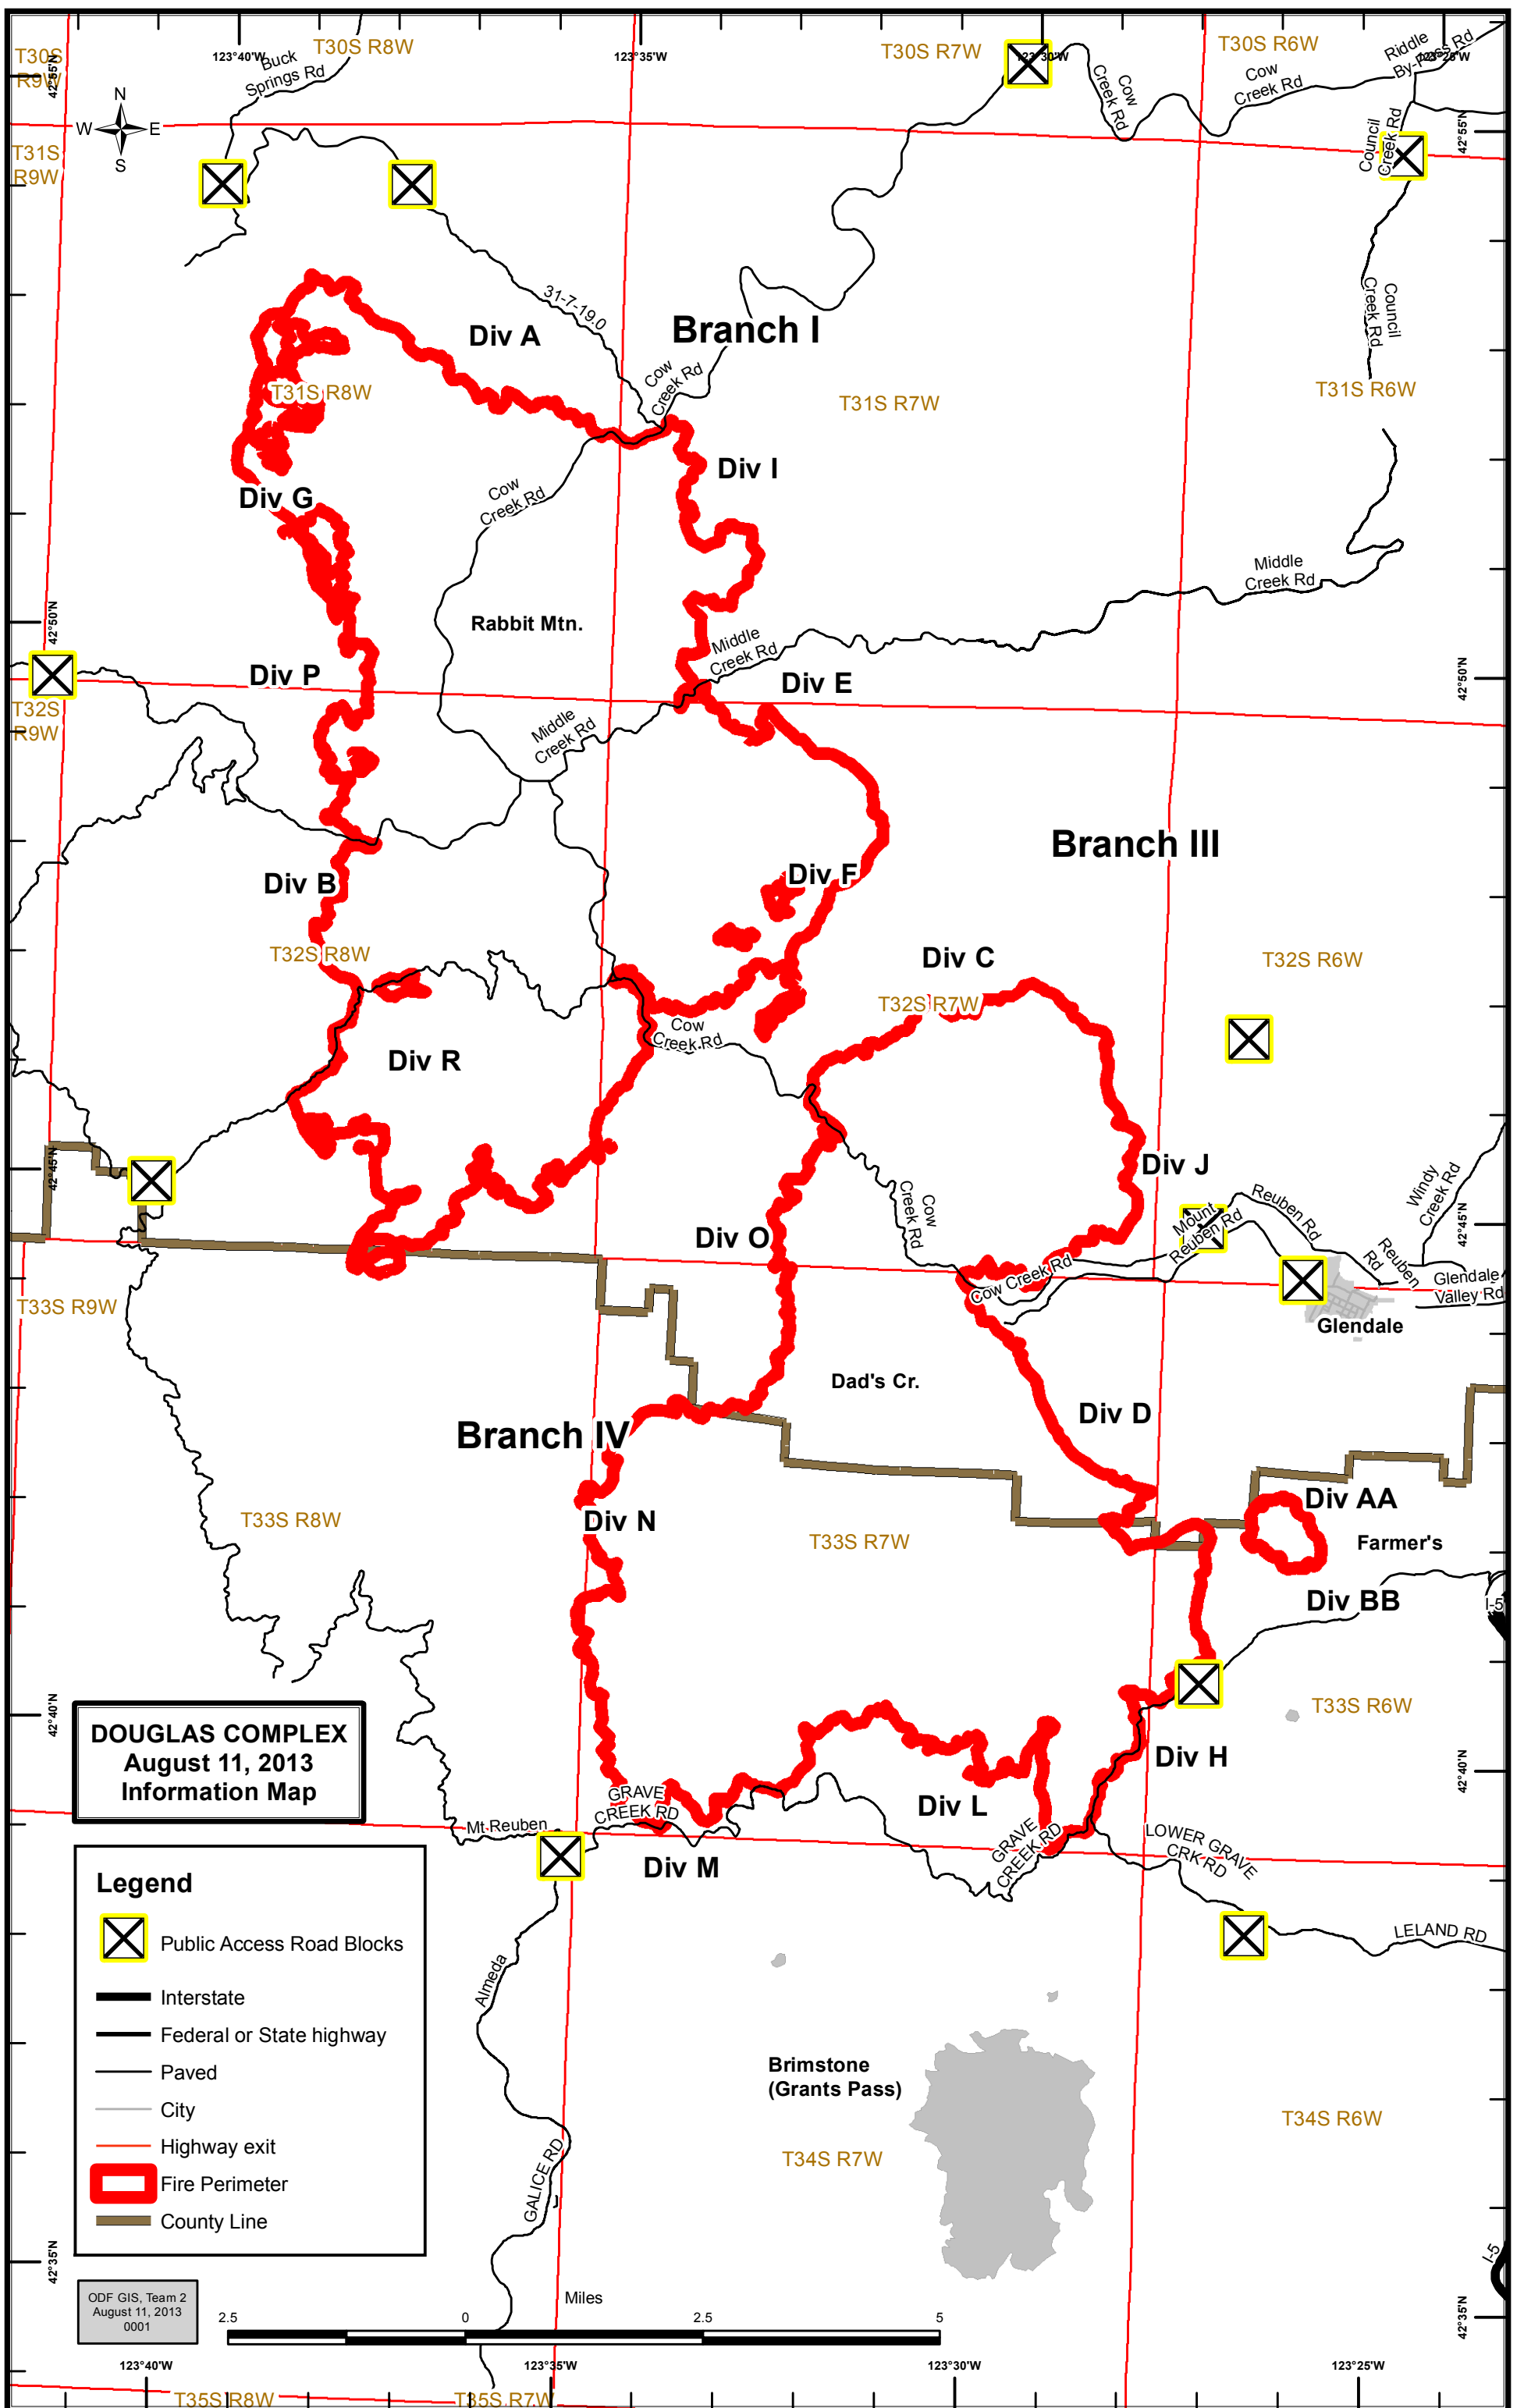 T30S
R9W
T30S R8W
T30S R7W
T30S R6W
123°40'W
123°35'W
123°30'W
123°25'W
42°55'N
Buck
Springs Rd
Cow
Creek Rd
Cow
Creek Rd
Riddle
By-Pass Rd
N
W
E
S
42°55'N
T31S
R9W
Council
Creek Rd
31-7-19.0
Council
Creek Rd
Div A
Branch I
Cow
Creek Rd
T31S R8W
T31S R7W
T31S R6W
Div I
Div G
Cow
Creek Rd
Middle
Creek Rd
42°50'N
Rabbit Mtn.
Middle
Creek Rd
Div P
Div E
42°50'N
T32S
R9W
Middle
Creek Rd
Branch III
Div B
Div F
T32S R8W
Div C
T32S R6W
T32S R7W
Cow
Creek Rd
Div R
42°45'N
Div J
Windy
Creek Rd
Cow
Creek Rd
Mount
Reuben Rd
Reuben Rd
42°45'N
Div O
Reuben
Rd
Cow Creek Rd
Glendale
Valley Rd
T33S R9W
Glendale
Dad's Cr.
Div D
Branch IV
Div AA
T33S R8W
Div N
T33S R7W
Farmer's
Div BB
I-5
42°40'N
T33S R6W
DOUGLAS COMPLEX
August 11, 2013
Information Map
Div H
42°40'N
GRAVE
CREEK RD
Div L
Mt Reuben
GRAVE
CREEK RD
LOWER GRAVE
CRK RD
Div M
Legend
Public Access Road Blocks
LELAND RD
Interstate
Almeda
Federal or State highway
Paved
Brimstone
(Grants Pass)
City
T34S R6W
Highway exit
T34S R7W
GALICE RD
Fire Perimeter
County Line
42°35'N
I-5
ODF GIS, Team 2
August 11, 2013
0001
Miles
2.5
0
2.5
5
42°35'N
123°40'W
123°35'W
123°30'W
123°25'W
T35S R8W
T35S R7W